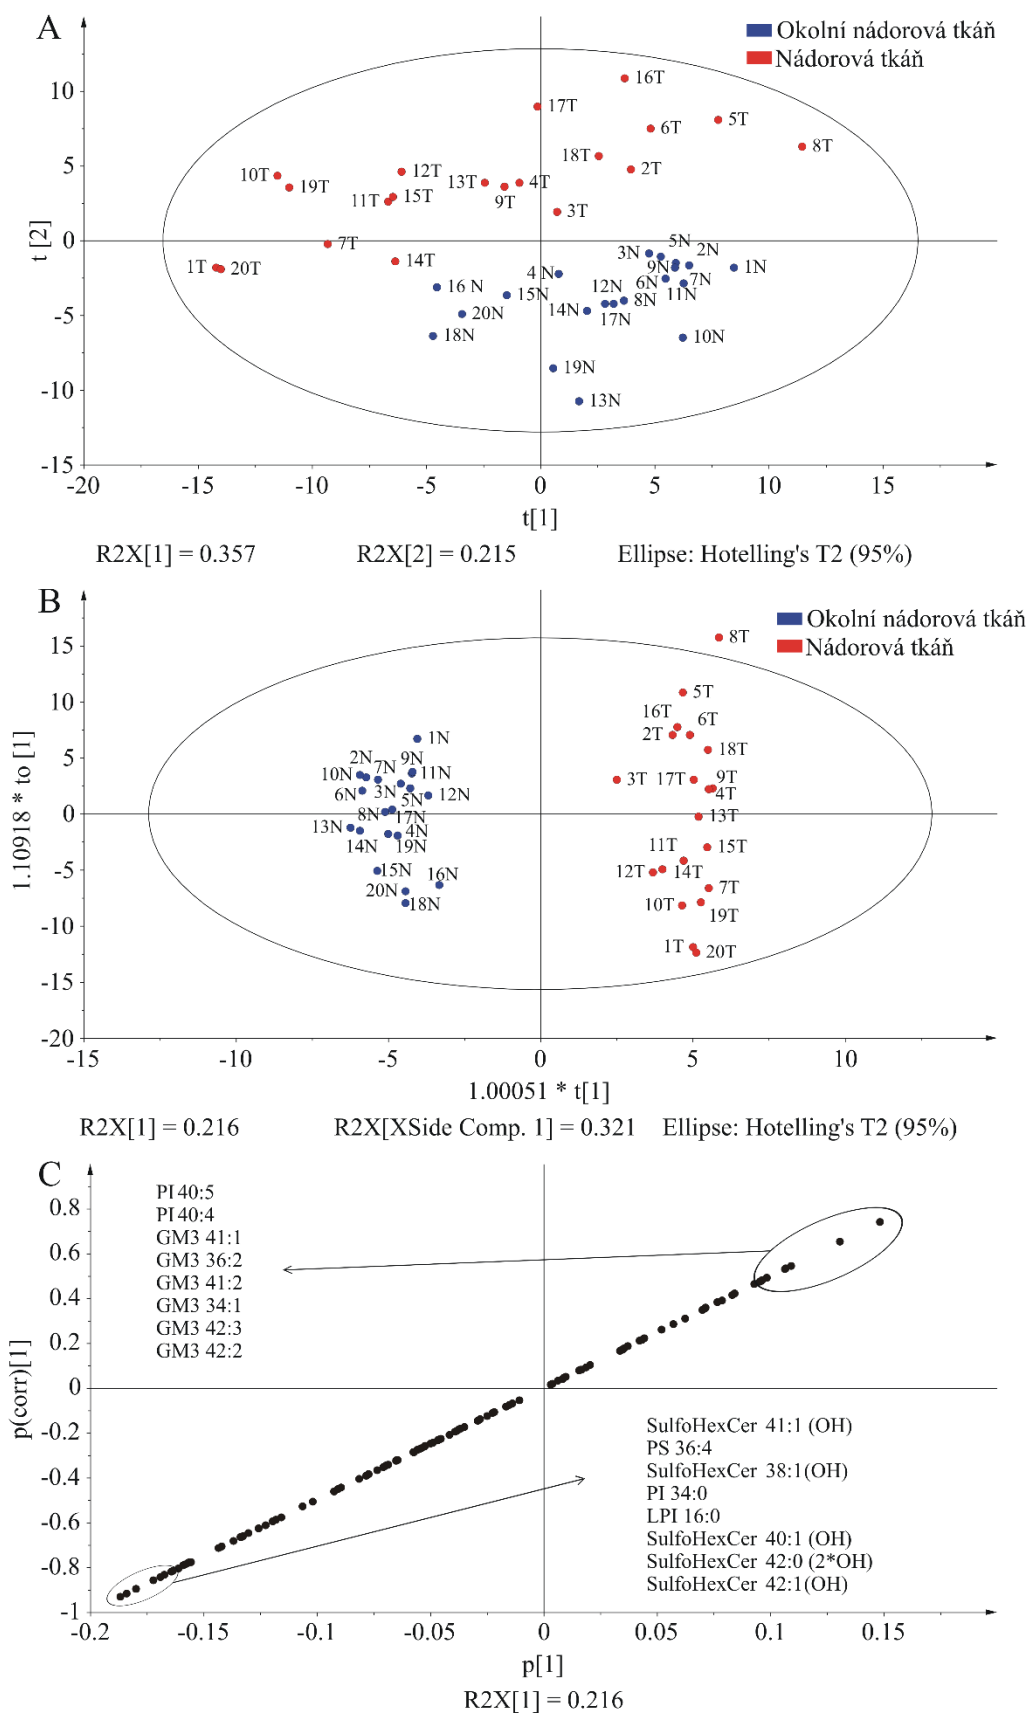 A
Okolní nádorová tkáň
Nádorová tkáň
16T
10
17T
5T
6T
8T
18T
2T
5
12T
10T
13T
4T
19T
15T
9T
11T
3T
t[2]
0
7T
5N
3N
2N
1T
20T
14T
4 N
9N
1N
6N
7N
16 N
15N
12N
11N
8N
-5
20N
14N
17N
18N
10N
19N
-10
13N
-15
-20
-15
-10
-5
0
5
10
15
t[1]
R2X[1] = 0.357
R2X[2] = 0.215
Ellipse: Hotelling's T2 (95%)
B
Okolní nádorová tkáň
Nádorová tkáň
15
8T
10
5T
16T
6T
2T
1N
18T
5
2N
9N
10N
7N
11N
3T
17T
9T
6N
3N
5N
12N
4T
0
8N
17N
13T
13N
14N
4N
19N
11T
15T
-5
15N
16N
12T
14T
20N
7T
18N
10T
19T
-10
1T
20T
-15
-20
1.10918 * to [1]
-15
-10
-5
0
5
10
1.00051 * t[1]
R2X[1] = 0.216
R2X[XSide Comp. 1] = 0.321
Ellipse: Hotelling's T2 (95%)
C
PI 40:5
PI 40:4
GM3 41:1
GM3 36:2
GM3 41:2
GM3 34:1
GM3 42:3
GM3 42:2
0.8
0.6
0.4
0.2
0
-0.2
-0.4
-0.6
-0.8
-1
p(corr)[1]
SulfoHexCer 41:1 (OH)
PS 36:4
SulfoHexCer 38:1(OH)
PI 34:0
LPI 16:0
SulfoHexCer 40:1 (OH)
SulfoHexCer 42:0 (2*OH)
SulfoHexCer 42:1(OH)
-0.2
-0.15
-0.1
-0.05
0
0.05
0.1
0.15
p[1]
R2X[1] = 0.216